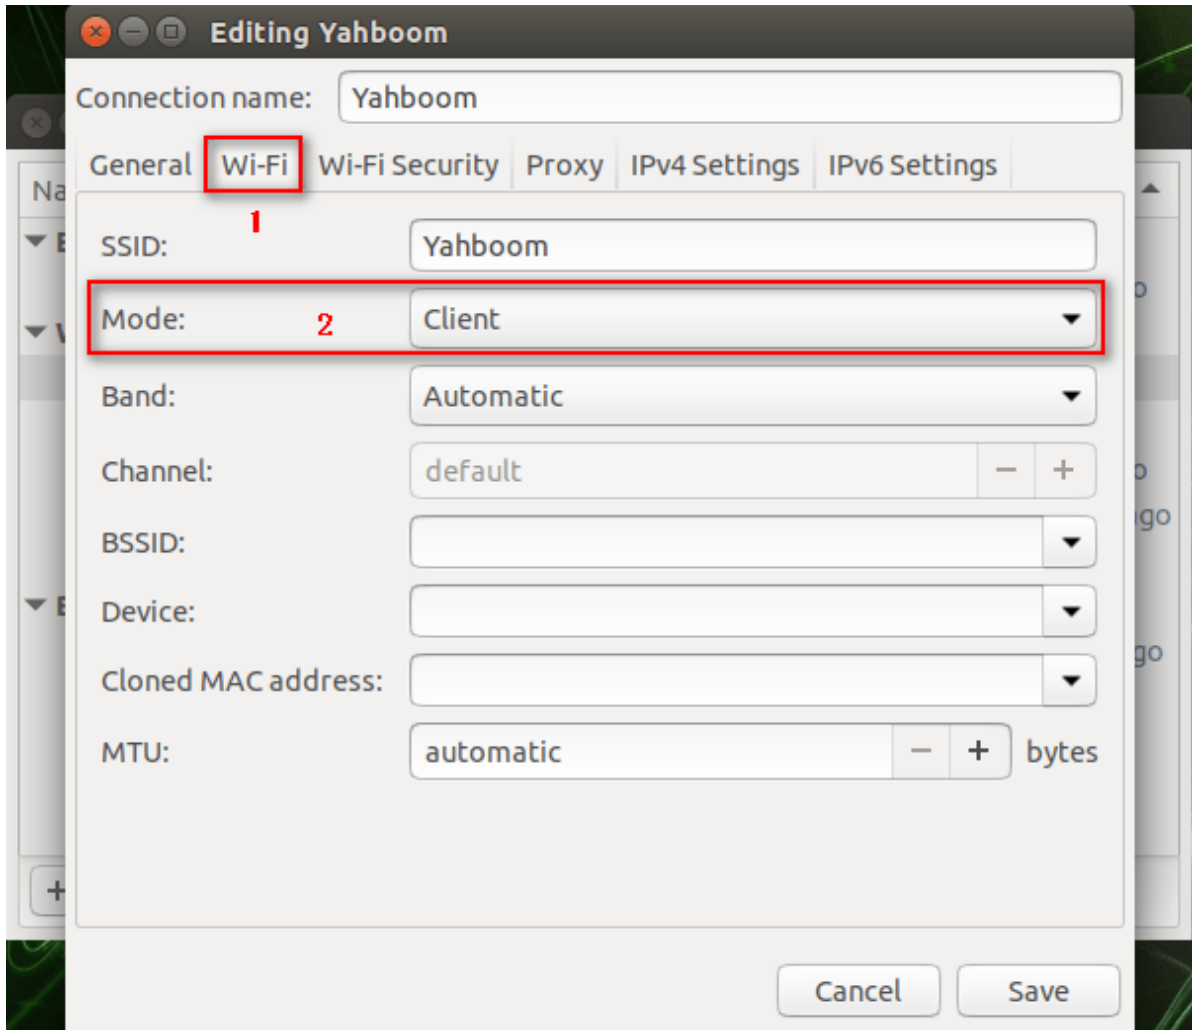 Editing Yahboom
Connection name: Yahboom
General Wi-Fi Wi-Fi Security Proxy IPv4 Settings IPv6 Settings
1
SSID: Yahboom
Mode: 2 Client
Band: Automatic
Channel: default − +
BSSID:
Device:
Cloned MAC address:
MTU: automatic − + bytes
+
Cancel Save